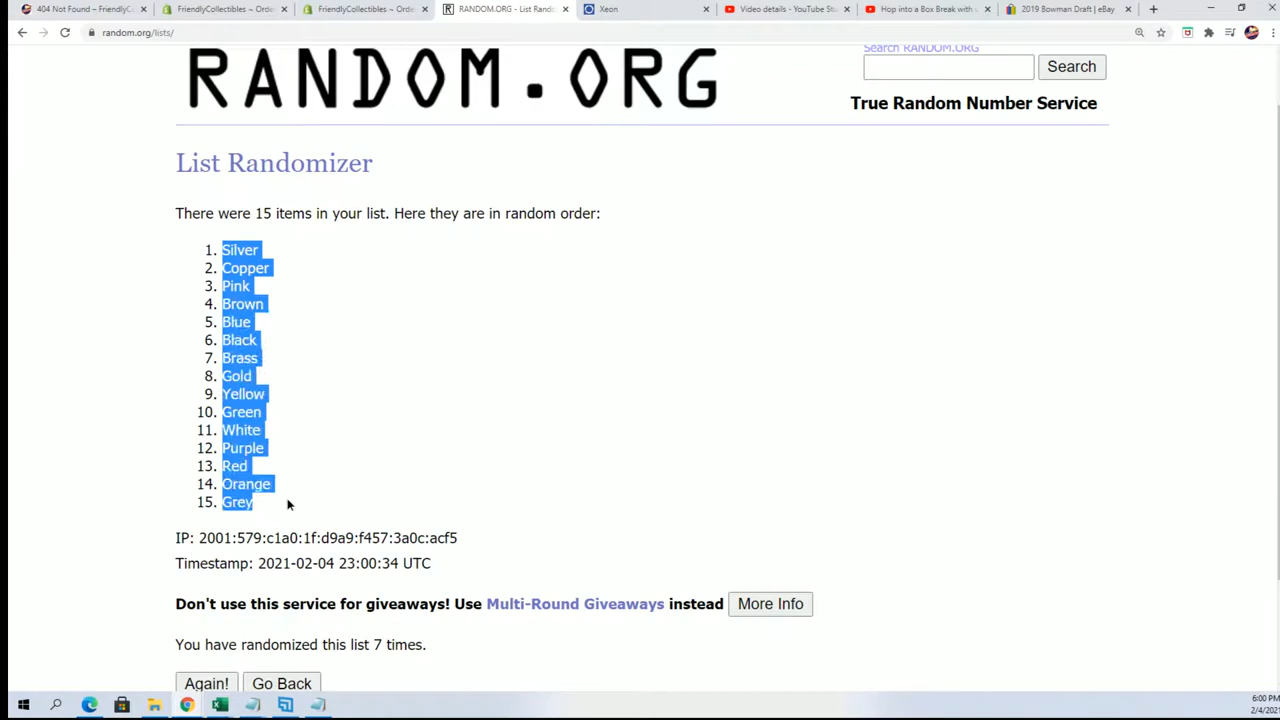 404 Not Found – FriendlyC
FriendlyCollectibles ~ Orde
FriendlyCollectibles ~ Orde
RANDOM.ORG - List Rand
Xeon
Video details - YouTube Stu
Hop into a Box Break with
2019 Bowman Draft | eBay
random.org/lists/
RANDOM.ORG
Search RANDOM.ORG
Search
True Random Number Service
List Randomizer
There were 15 items in your list. Here they are in random order:
1. Silver
2. Copper
3. Pink
4. Brown
5. Blue
6. Black
7. Brass
8. Gold
9. Yellow
10. Green
11. White
12. Purple
13. Red
14. Orange
15. Grey
IP: 2001:579:c1a0:1f:d9a9:f457:3a0c:acf5
Timestamp: 2021-02-04 23:00:34 UTC
Don't use this service for giveaways! Use Multi-Round Giveaways instead
More Info
You have randomized this list 7 times.
Again!
Go Back
6:00 PM
2/4/2021